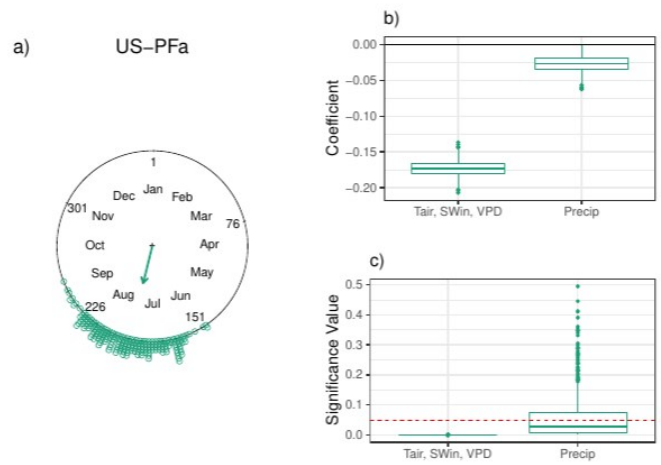 a)
US−PFa
1
Jan
Feb
Mar
76
Apr
May
Jun
151
Jul
Aug
226
Sep
Oct
Nov
301
Dec
b)
Coefficient
0.00
−0.05
−0.10
−0.15
−0.20
Tair, SWin, VPD
Precip
c)
Significance Value
0.5
0.4
0.3
0.2
0.1
0.0
Tair, SWin, VPD
Precip